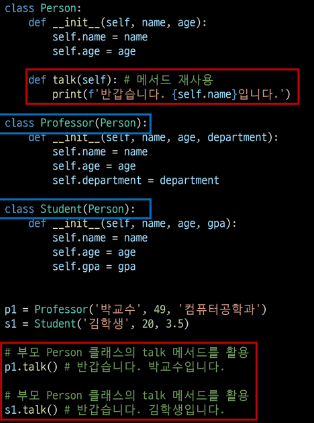 class Person:
    def __init__(self, name, age):
        self.name = name
        self.age = age

    def talk(self): # 메서드 재사용
        print(f'반갑습니다. {self.name}입니다.')

class Professor(Person):
    def __init__(self, name, age, department):
        self.name = name
        self.age = age
        self.department = department

class Student(Person):
    def __init__(self, name, age, gpa):
        self.name = name
        self.age = age
        self.gpa = gpa

p1 = Professor('박교수', 49, '컴퓨터공학과')
s1 = Student('김학생', 20, 3.5)

# 부모 Person 클래스의 talk 메서드를 활용
p1.talk() # 반갑습니다. 박교수입니다.

# 부모 Person 클래스의 talk 메서드를 활용
s1.talk() # 반갑습니다. 김학생입니다.